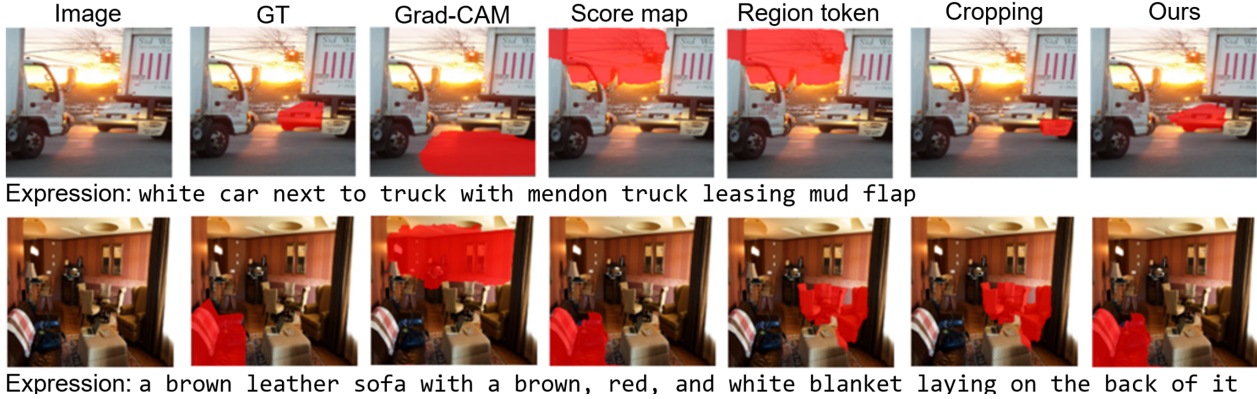 Image GT Grad-CAM Score map Region token Cropping Ours
Expression: white car next to truck with mendon truck leasing mud flap
Expression: a brown leather sofa with a brown, red, and white blanket laying on the back of it